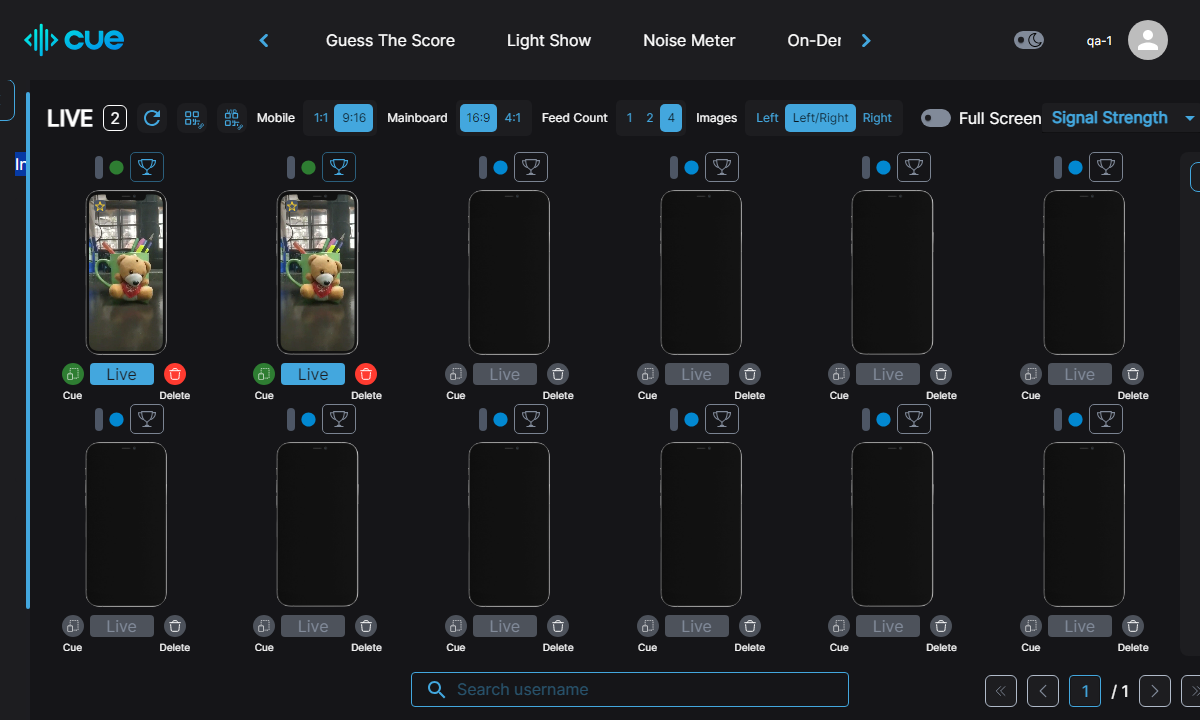 cue
Guess The Score Light Show Noise Meter On-Der qa-1
LIVE 2 Mobile 1:1 9:16 Mainboard 16:9 4:1 Feed Count 1 2 4 Images Left Left/Right Right Full Screen Signal Strength
In
Live Live Live Live Live Live
Cue Delete Cue Delete Cue Delete Cue Delete Cue Delete Cue Delete
Live Live Live Live Live Live
Cue Delete Cue Delete Cue Delete Cue Delete Cue Delete Cue Delete
Search username
1 / 1